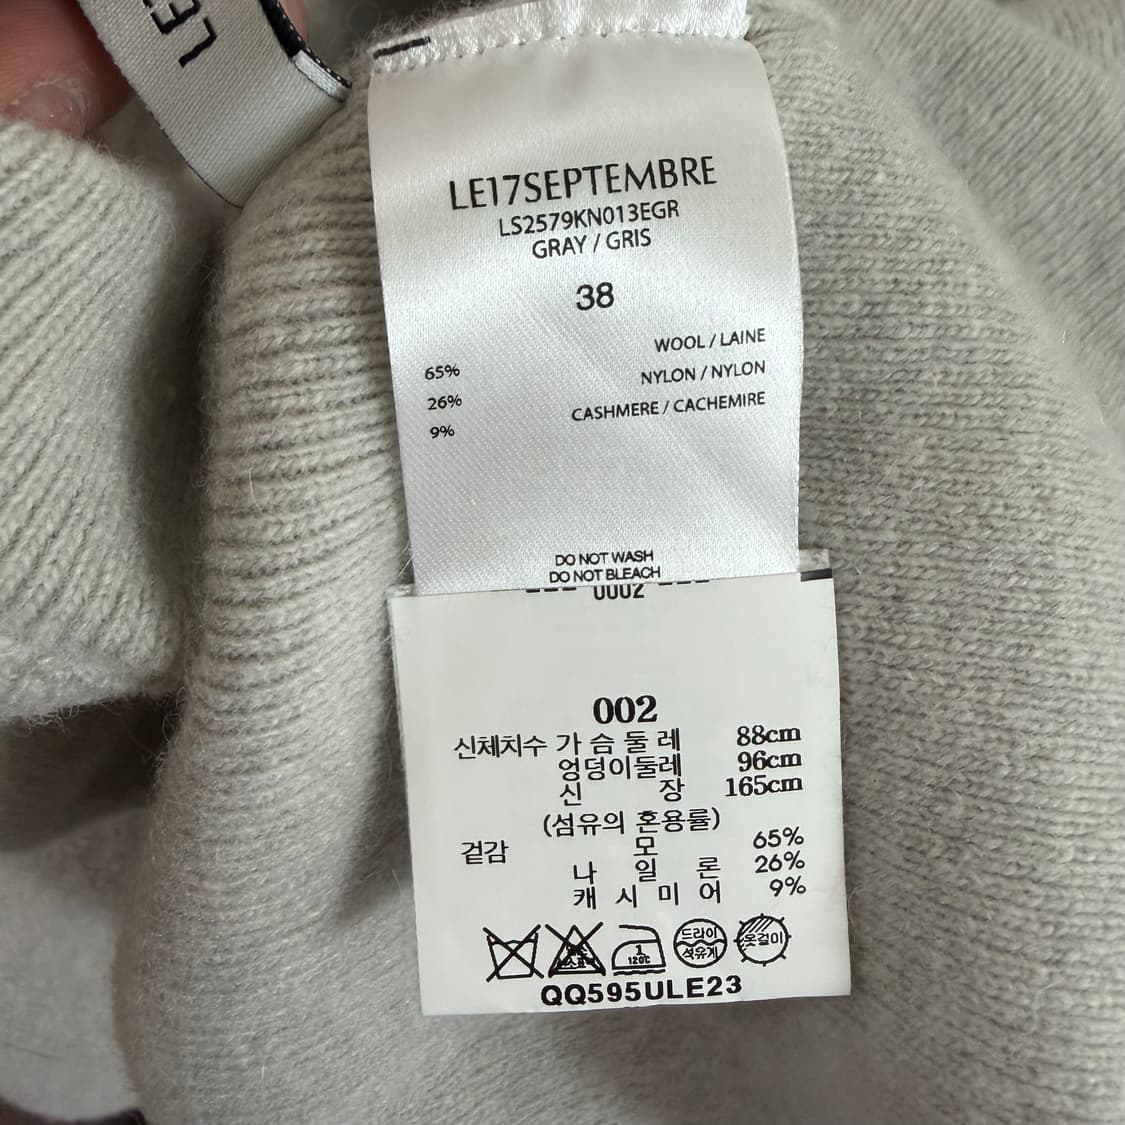 LE
LE17SEPTEMBRE
LS2579KN013EGR
GRAY / GRIS
38
WOOL / LAINE
65% NYLON / NYLON
26% CASHMERE / CACHEMIRE
9%
DO NOT WASH
DO NOT BLEACH
0002
002
신체치수 가슴둘레 88cm
엉덩이둘레 96cm
신장 165cm
(섬유의 혼용률)
겉감 모 65%
나일론 26%
캐시미어 9%
1 120℃ 드라이 석유계 옷걸이
QQ595ULE23